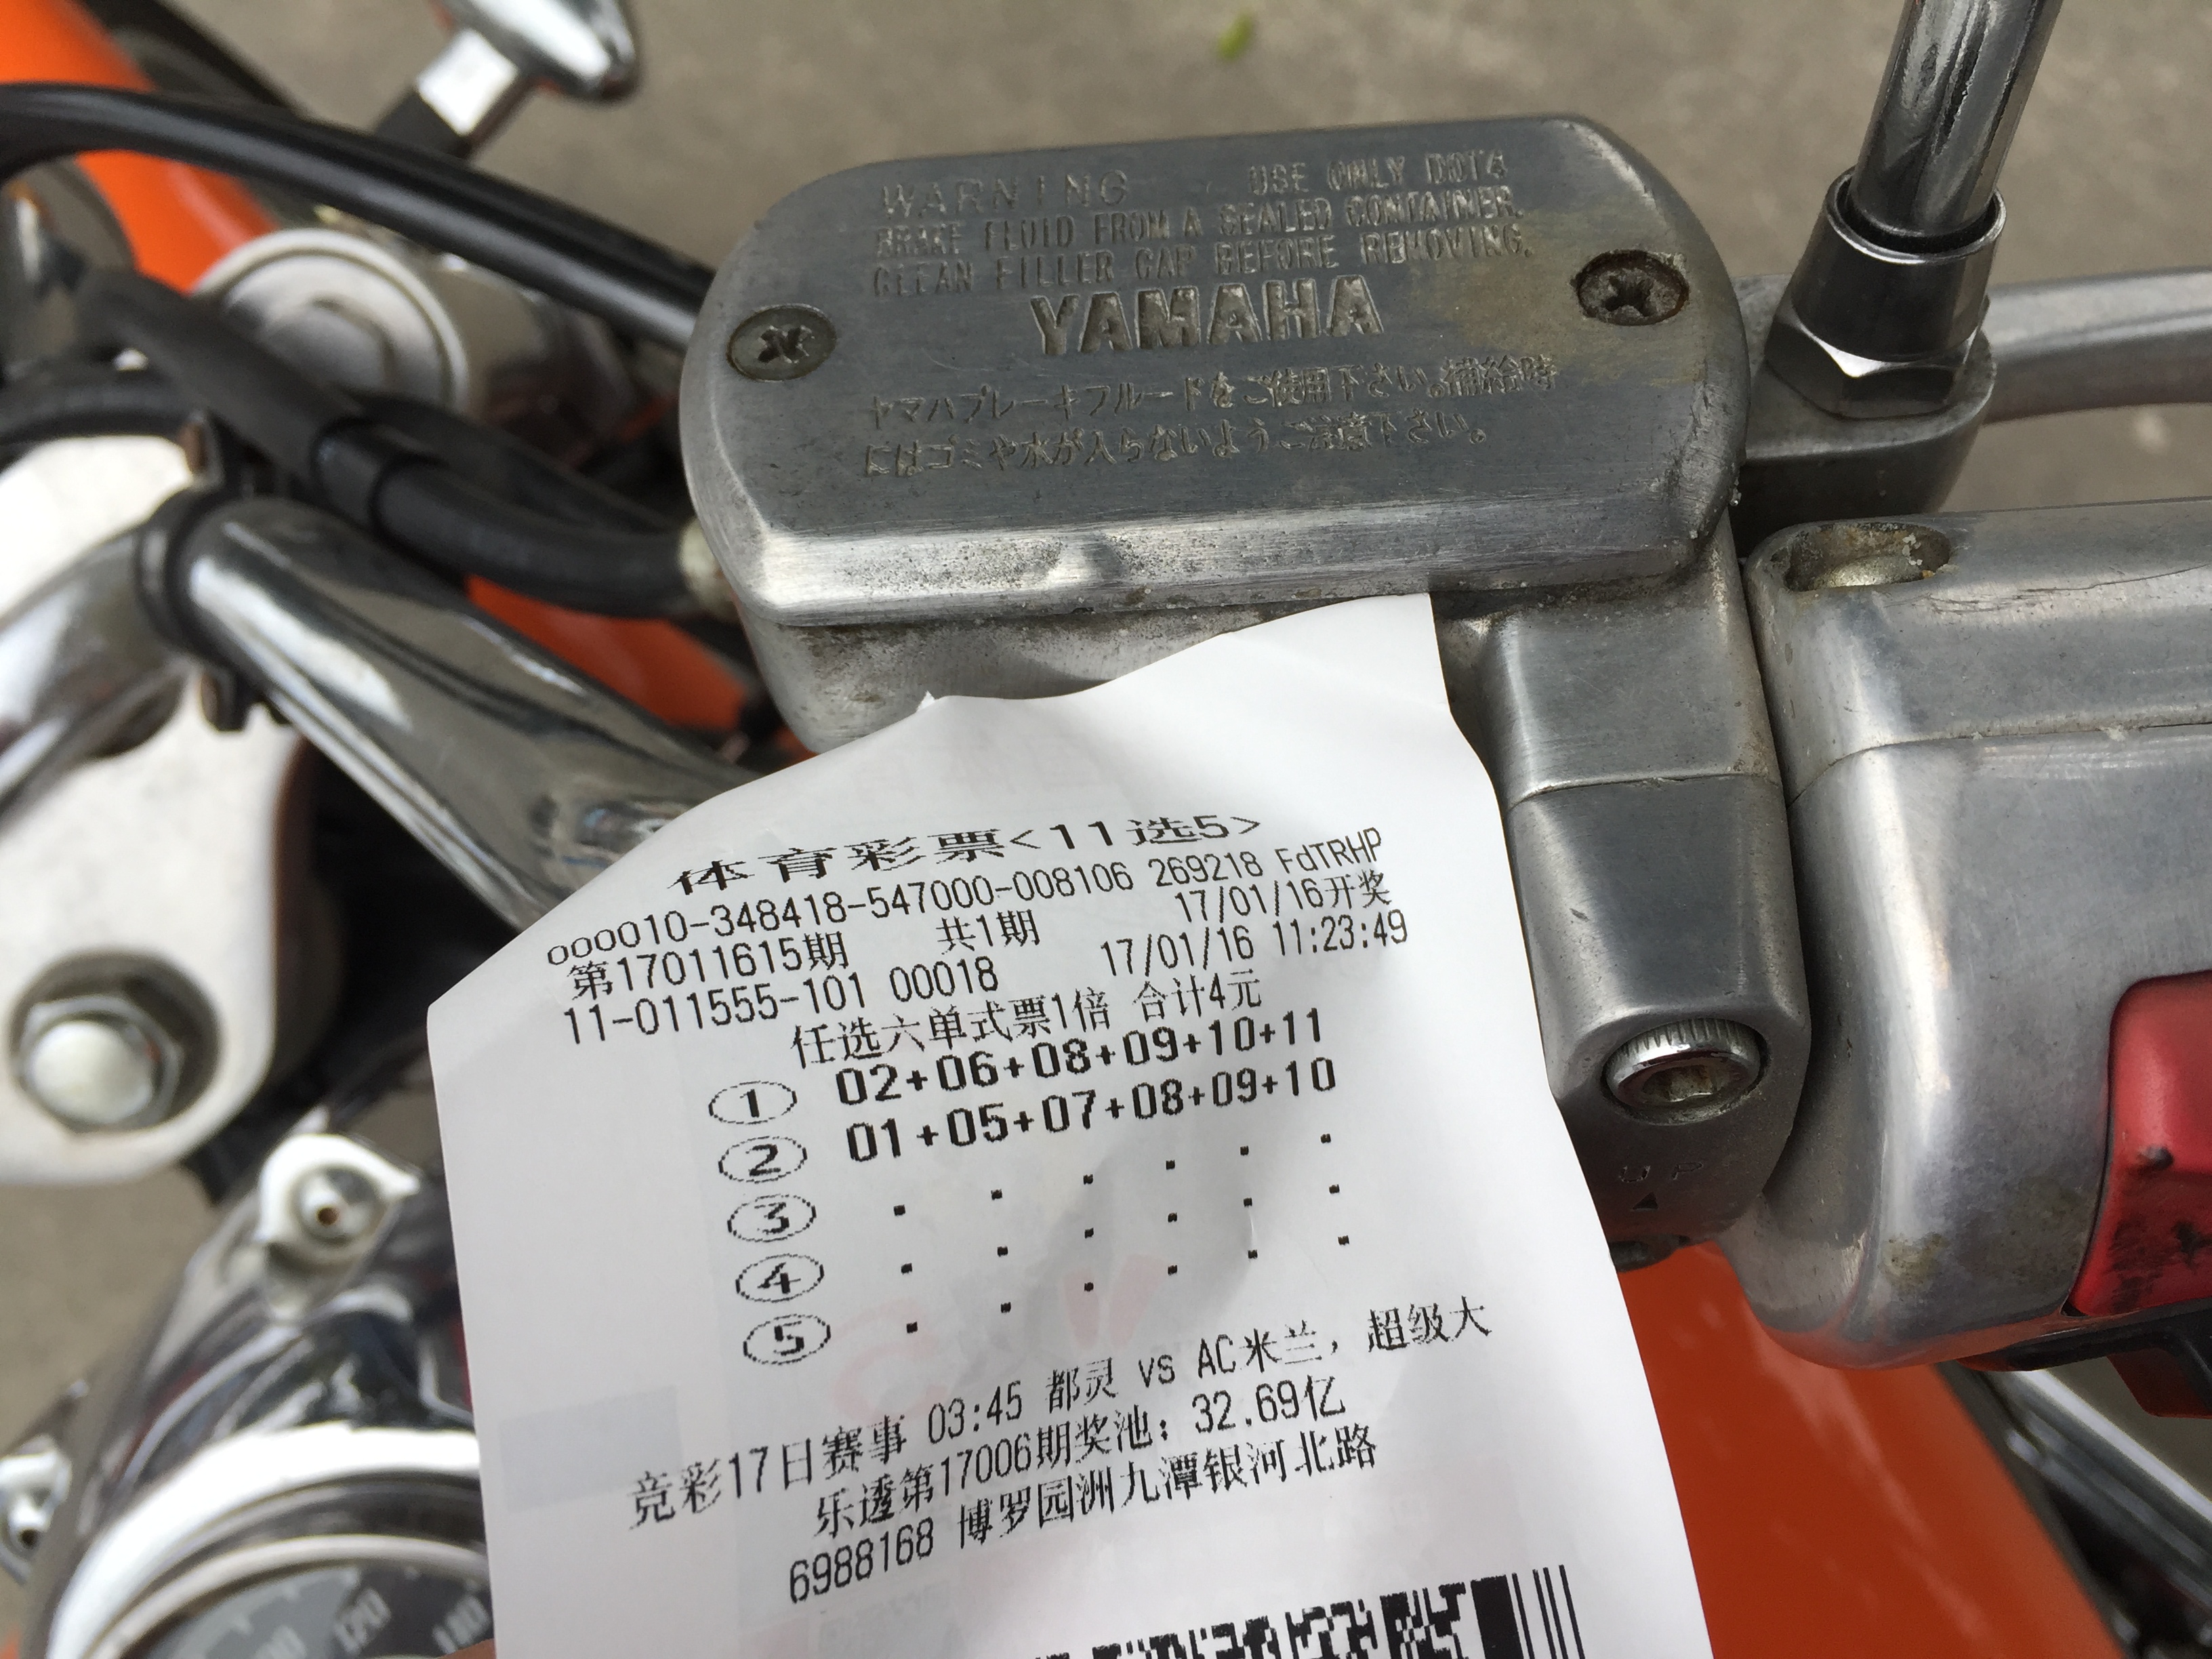 WARNING USE ONLY DOT4
BRAKE FLUID FROM A SEALED CONTAINER.
CLEAN FILLER CAP BEFORE REMOVING.
YAMAHA
ヤマハブレーキフルードをご使用下さい。補給時
にはゴミや水が入らないようご注意下さい。
体育彩票<11选5>
000010-348418-547000-008106 269218 FdTRHP
第17011615期 共1期 17/01/16开奖
11-011555-101 00018 17/01/16 11:23:49
任选六单式票1倍 合计4元
① 02+06+08+09+10+11
② 01+05+07+08+09+10
③ . . . . . .
④ . . . . . .
⑤ . . . . . .
竞彩17日赛事 03:45 都灵 vs AC米兰，超级大
乐透第17006期奖池：32.69亿
6988168 博罗园洲九潭银河北路
UP
120
140